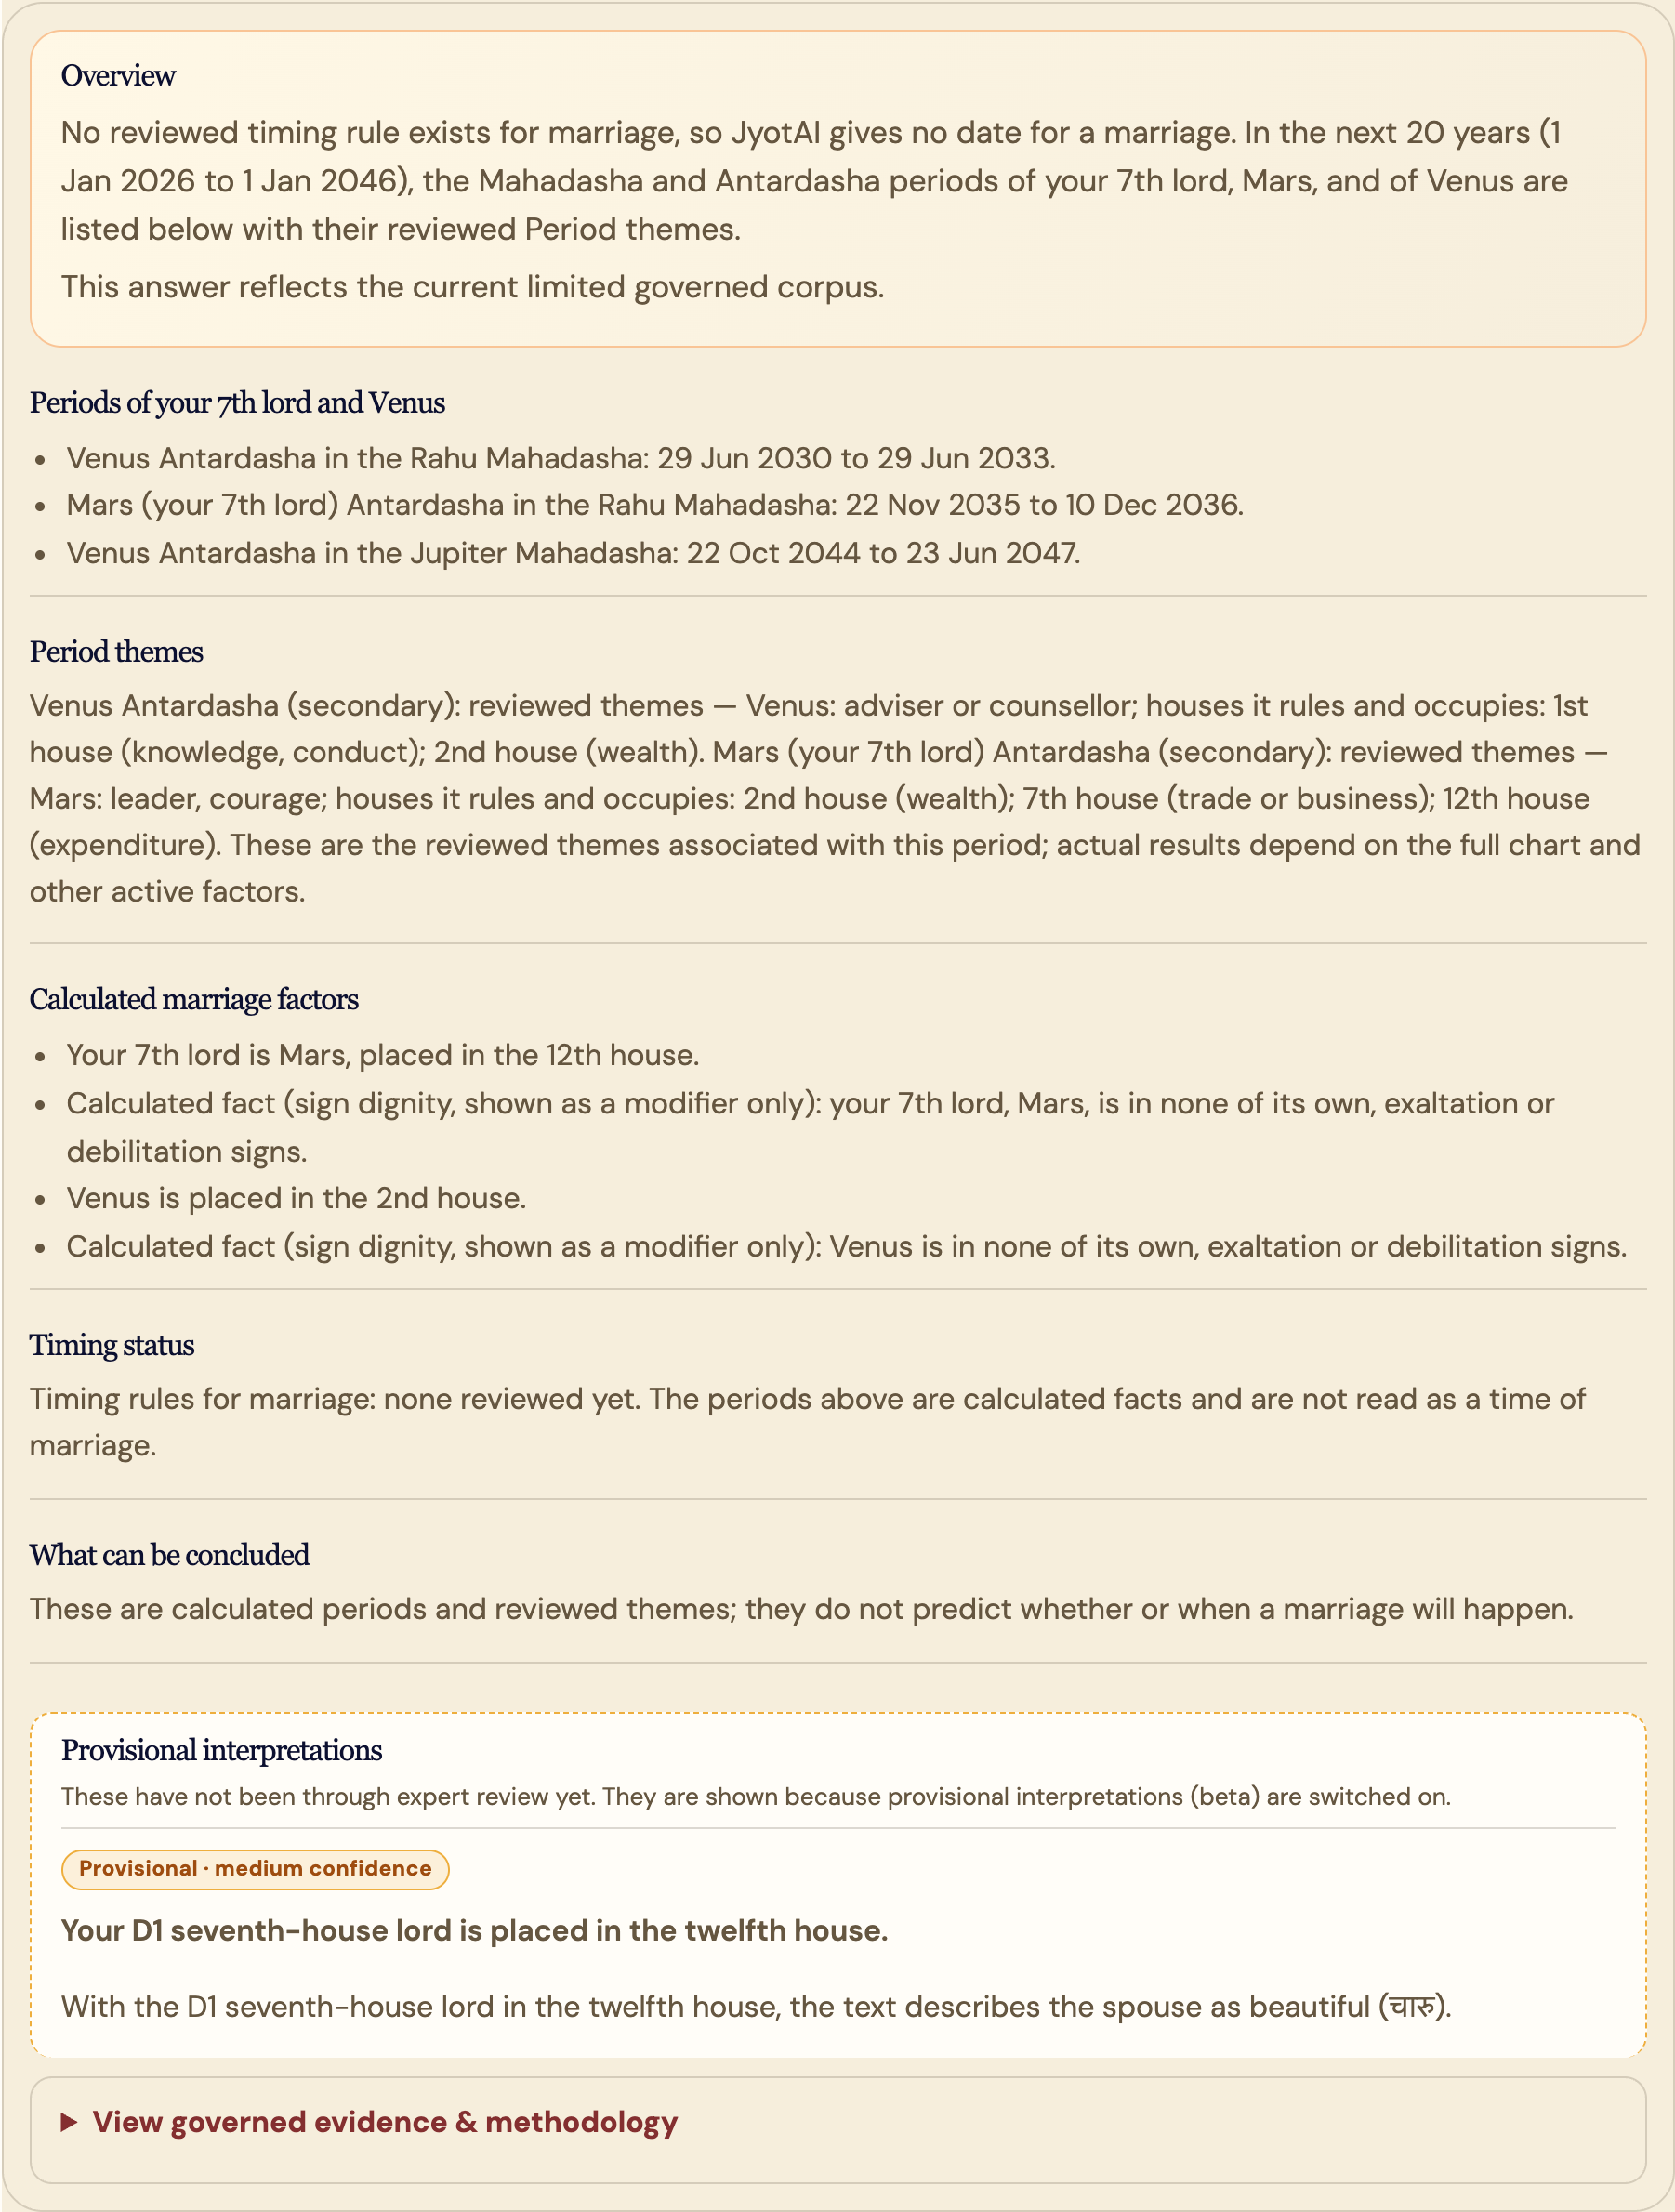 Overview
No reviewed timing rule exists for marriage, so JyotAI gives no date for a marriage. In the next 20 years (1
Jan 2026 to 1 Jan 2046), the Mahadasha and Antardasha periods of your 7th lord, Mars, and of Venus are
listed below with their reviewed Period themes.
This answer reflects the current limited governed corpus.
Periods of your 7th lord and Venus
• Venus Antardasha in the Rahu Mahadasha: 29 Jun 2030 to 29 Jun 2033.
• Mars (your 7th lord) Antardasha in the Rahu Mahadasha: 22 Nov 2035 to 10 Dec 2036.
• Venus Antardasha in the Jupiter Mahadasha: 22 Oct 2044 to 23 Jun 2047.
Period themes
Venus Antardasha (secondary): reviewed themes — Venus: adviser or counsellor; houses it rules and occupies: 1st
house (knowledge, conduct); 2nd house (wealth). Mars (your 7th lord) Antardasha (secondary): reviewed themes —
Mars: leader, courage; houses it rules and occupies: 2nd house (wealth); 7th house (trade or business); 12th house
(expenditure). These are the reviewed themes associated with this period; actual results depend on the full chart and
other active factors.
Calculated marriage factors
• Your 7th lord is Mars, placed in the 12th house.
• Calculated fact (sign dignity, shown as a modifier only): your 7th lord, Mars, is in none of its own, exaltation or
debilitation signs.
• Venus is placed in the 2nd house.
• Calculated fact (sign dignity, shown as a modifier only): Venus is in none of its own, exaltation or debilitation signs.
Timing status
Timing rules for marriage: none reviewed yet. The periods above are calculated facts and are not read as a time of
marriage.
What can be concluded
These are calculated periods and reviewed themes; they do not predict whether or when a marriage will happen.
Provisional interpretations
These have not been through expert review yet. They are shown because provisional interpretations (beta) are switched on.
Provisional · medium confidence
Your D1 seventh-house lord is placed in the twelfth house.
With the D1 seventh-house lord in the twelfth house, the text describes the spouse as beautiful (चारु).
▶ View governed evidence & methodology